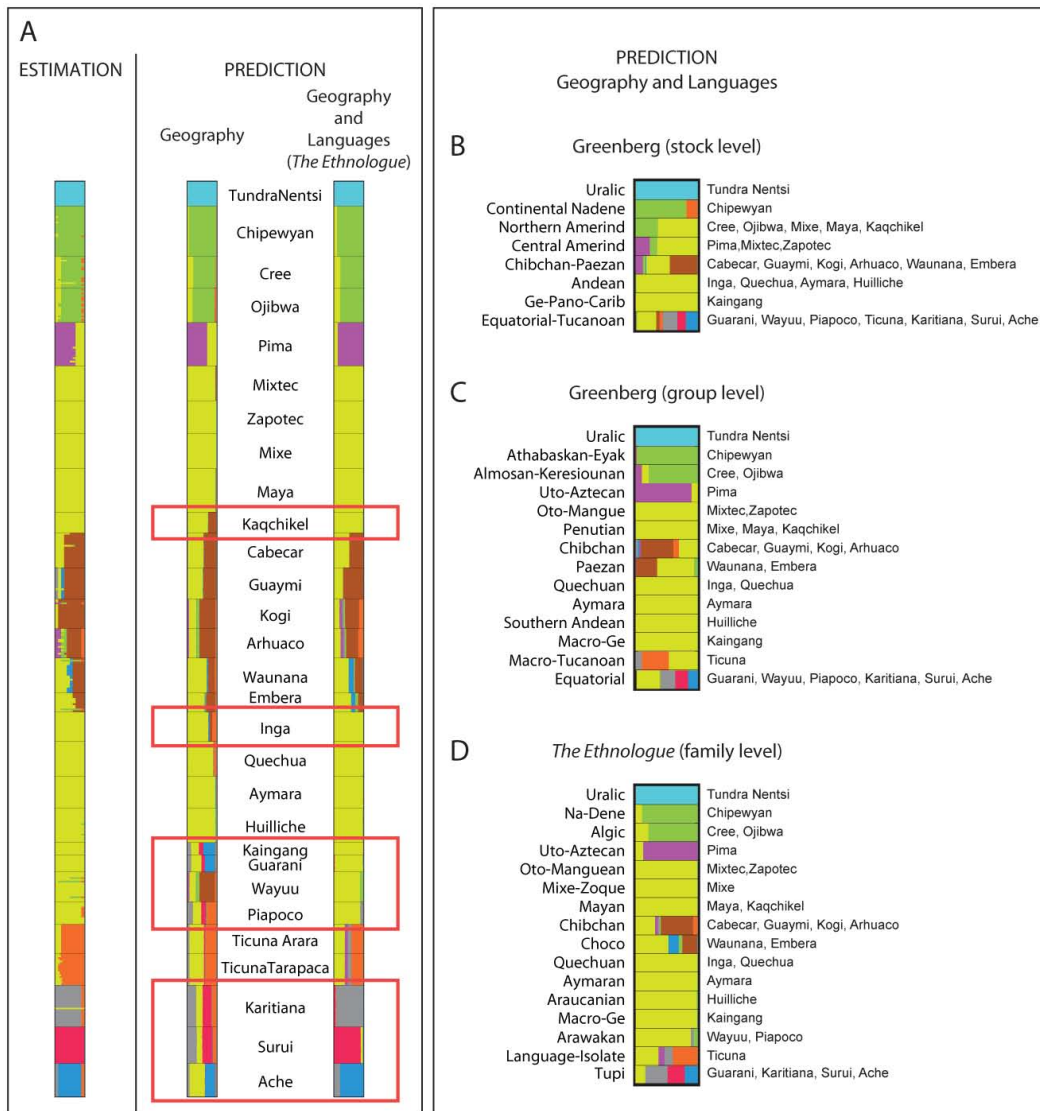 A
ESTIMATION
PREDICTION
Geography
Geography
and
Languages
(The Ethnologue)
TundraNentsi
Chipewyan
Cree
Ojibwa
Pima
Mixtec
Zapotec
Mixe
Maya
Kaqchikel
Cabecar
Guaymi
Kogi
Arhuaco
Waunana
Embera
Inga
Quechua
Aymara
Huilliche
Kaingang
Guarani
Wayuu
Piapoco
Ticuna Arara
TicunaTarapaca
Karitiana
Surui
Ache
PREDICTION
Geography and Languages
B Greenberg (stock level)
Uralic Tundra Nentsi
Continental Nadene Chipewyan
Northern Amerind Cree, Ojibwa, Mixe, Maya, Kaqchikel
Central Amerind Pima,Mixtec,Zapotec
Chibchan-Paezan Cabecar, Guaymi, Kogi, Arhuaco, Waunana, Embera
Andean Inga, Quechua, Aymara, Huilliche
Ge-Pano-Carib Kaingang
Equatorial-Tucanoan Guarani, Wayuu, Piapoco, Ticuna, Karitiana, Surui, Ache
C Greenberg (group level)
Uralic Tundra Nentsi
Athabaskan-Eyak Chipewyan
Almosan-Keresiounan Cree, Ojibwa
Uto-Aztecan Pima
Oto-Mangue Mixtec,Zapotec
Penutian Mixe, Maya, Kaqchikel
Chibchan Cabecar, Guaymi, Kogi, Arhuaco
Paezan Waunana, Embera
Quechuan Inga, Quechua
Aymara Aymara
Southern Andean Huilliche
Macro-Ge Kaingang
Macro-Tucanoan Ticuna
Equatorial Guarani, Wayuu, Piapoco, Karitiana, Surui, Ache
D The Ethnologue (family level)
Uralic Tundra Nentsi
Na-Dene Chipewyan
Algic Cree, Ojibwa
Uto-Aztecan Pima
Oto-Manguean Mixtec,Zapotec
Mixe-Zoque Mixe
Mayan Maya, Kaqchikel
Chibchan Cabecar, Guaymi, Kogi, Arhuaco
Choco Waunana, Embera
Quechuan Inga, Quechua
Aymaran Aymara
Araucanian Huilliche
Macro-Ge Kaingang
Arawakan Wayuu, Piapoco
Language-Isolate Ticuna
Tupi Guarani, Karitiana, Surui, Ache